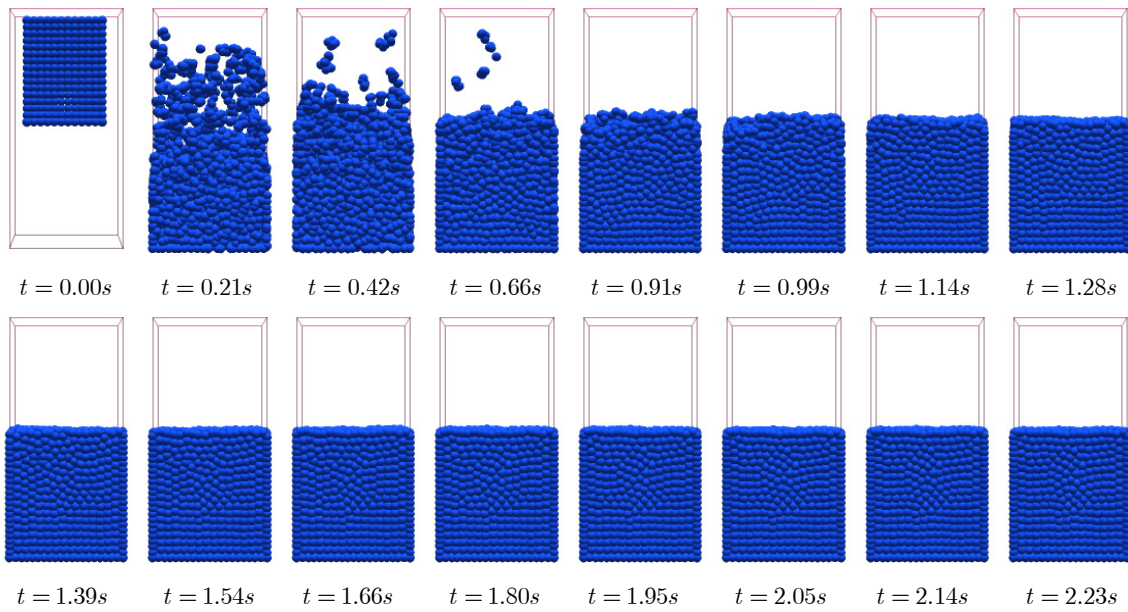 t = 0.00s t = 0.21s t = 0.42s t = 0.66s t = 0.91s t = 0.99s t = 1.14s t = 1.28s
t = 1.39s t = 1.54s t = 1.66s t = 1.80s t = 1.95s t = 2.05s t = 2.14s t = 2.23s